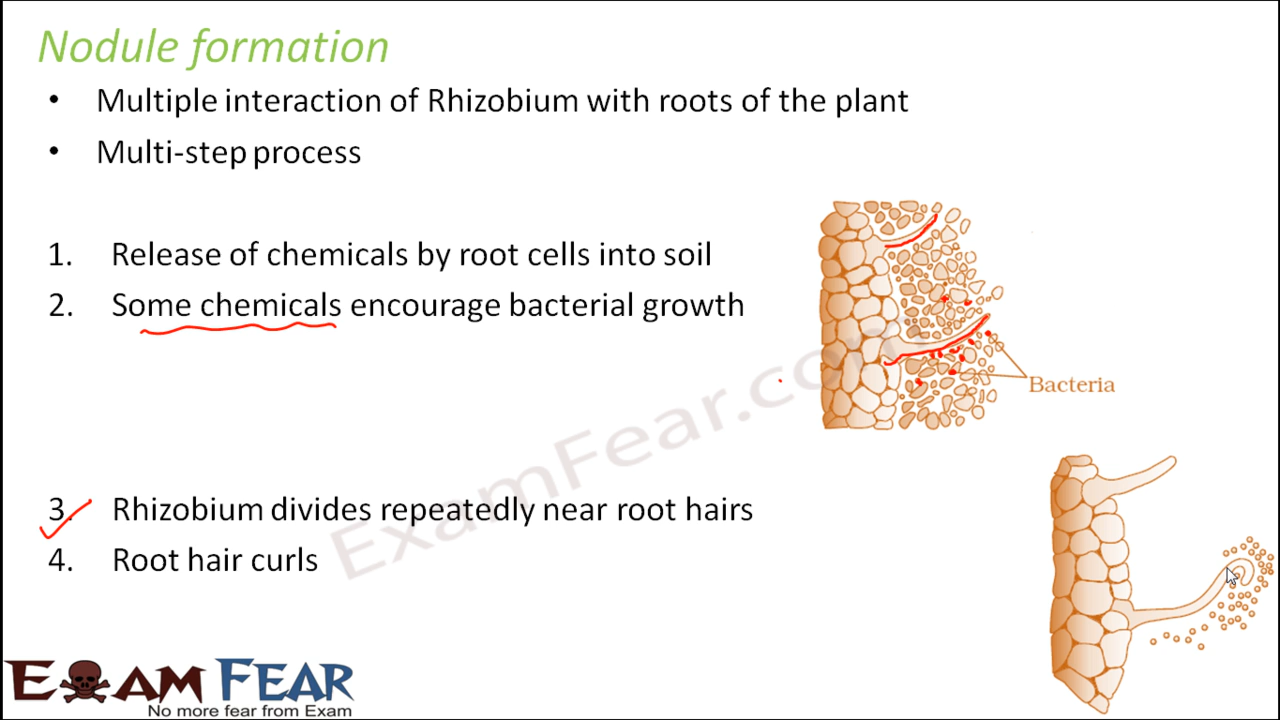 Nodule formation
• Multiple interaction of Rhizobium with roots of the plant
• Multi-step process
1. Release of chemicals by root cells into soil
2. Some chemicals encourage bacterial growth
Bacteria
3. Rhizobium divides repeatedly near root hairs
4. Root hair curls
ExamFear.com
EXAM FEAR
No more fear from Exam